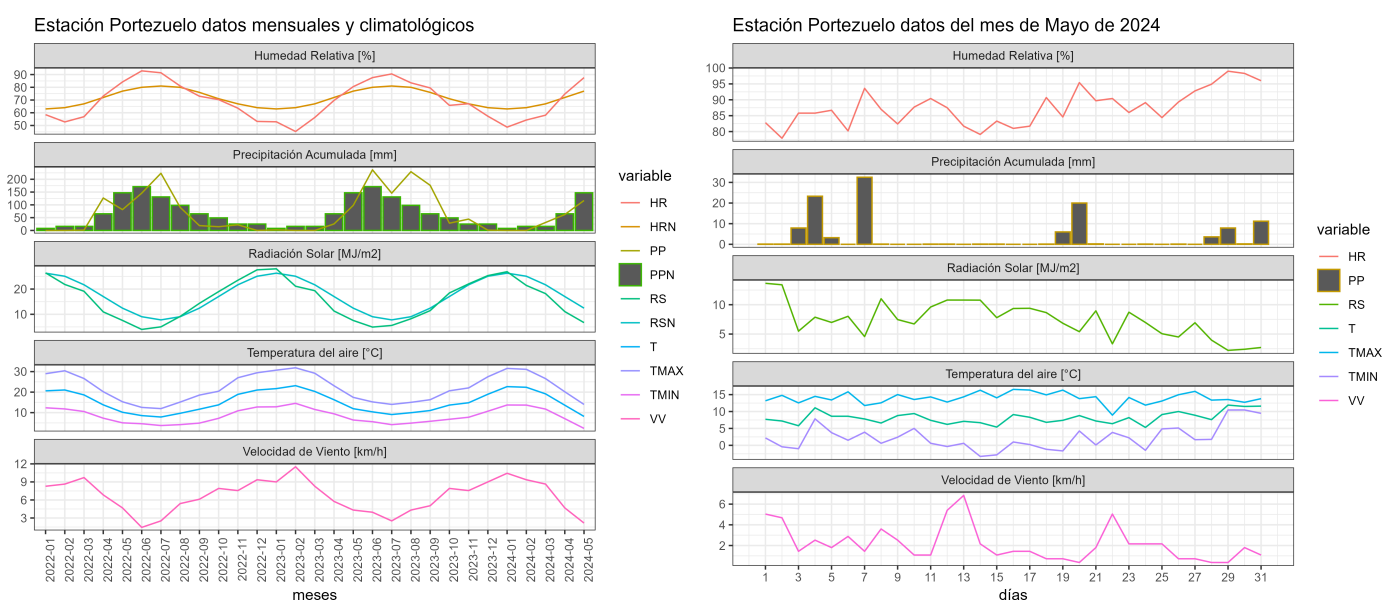 Estación Portezuelo datos mensuales y climatológicos
Humedad Relativa [%]
90
80
70
60
50
Precipitación Acumulada [mm]
200
150
100
50
0
Radiación Solar [MJ/m2]
20
10
Temperatura del aire [°C]
30
20
10
Velocidad de Viento [km/h]
12
9
6
3
2022-01
2022-02
2022-03
2022-04
2022-05
2022-06
2022-07
2022-08
2022-09
2022-10
2022-11
2022-12
2023-01
2023-02
2023-03
2023-04
2023-05
2023-06
2023-07
2023-08
2023-09
2023-10
2023-11
2023-12
2024-01
2024-02
2024-03
2024-04
2024-05
meses
variable
HR
HRN
PP
PPN
RS
RSN
T
TMAX
TMIN
VV
Estación Portezuelo datos del mes de Mayo de 2024
Humedad Relativa [%]
100
95
90
85
80
Precipitación Acumulada [mm]
30
20
10
0
Radiación Solar [MJ/m2]
10
5
Temperatura del aire [°C]
15
10
5
0
Velocidad de Viento [km/h]
6
4
2
1 3 5 7 9 11 13 15 17 19 21 23 25 27 29 31
días
variable
HR
PP
RS
T
TMAX
TMIN
VV